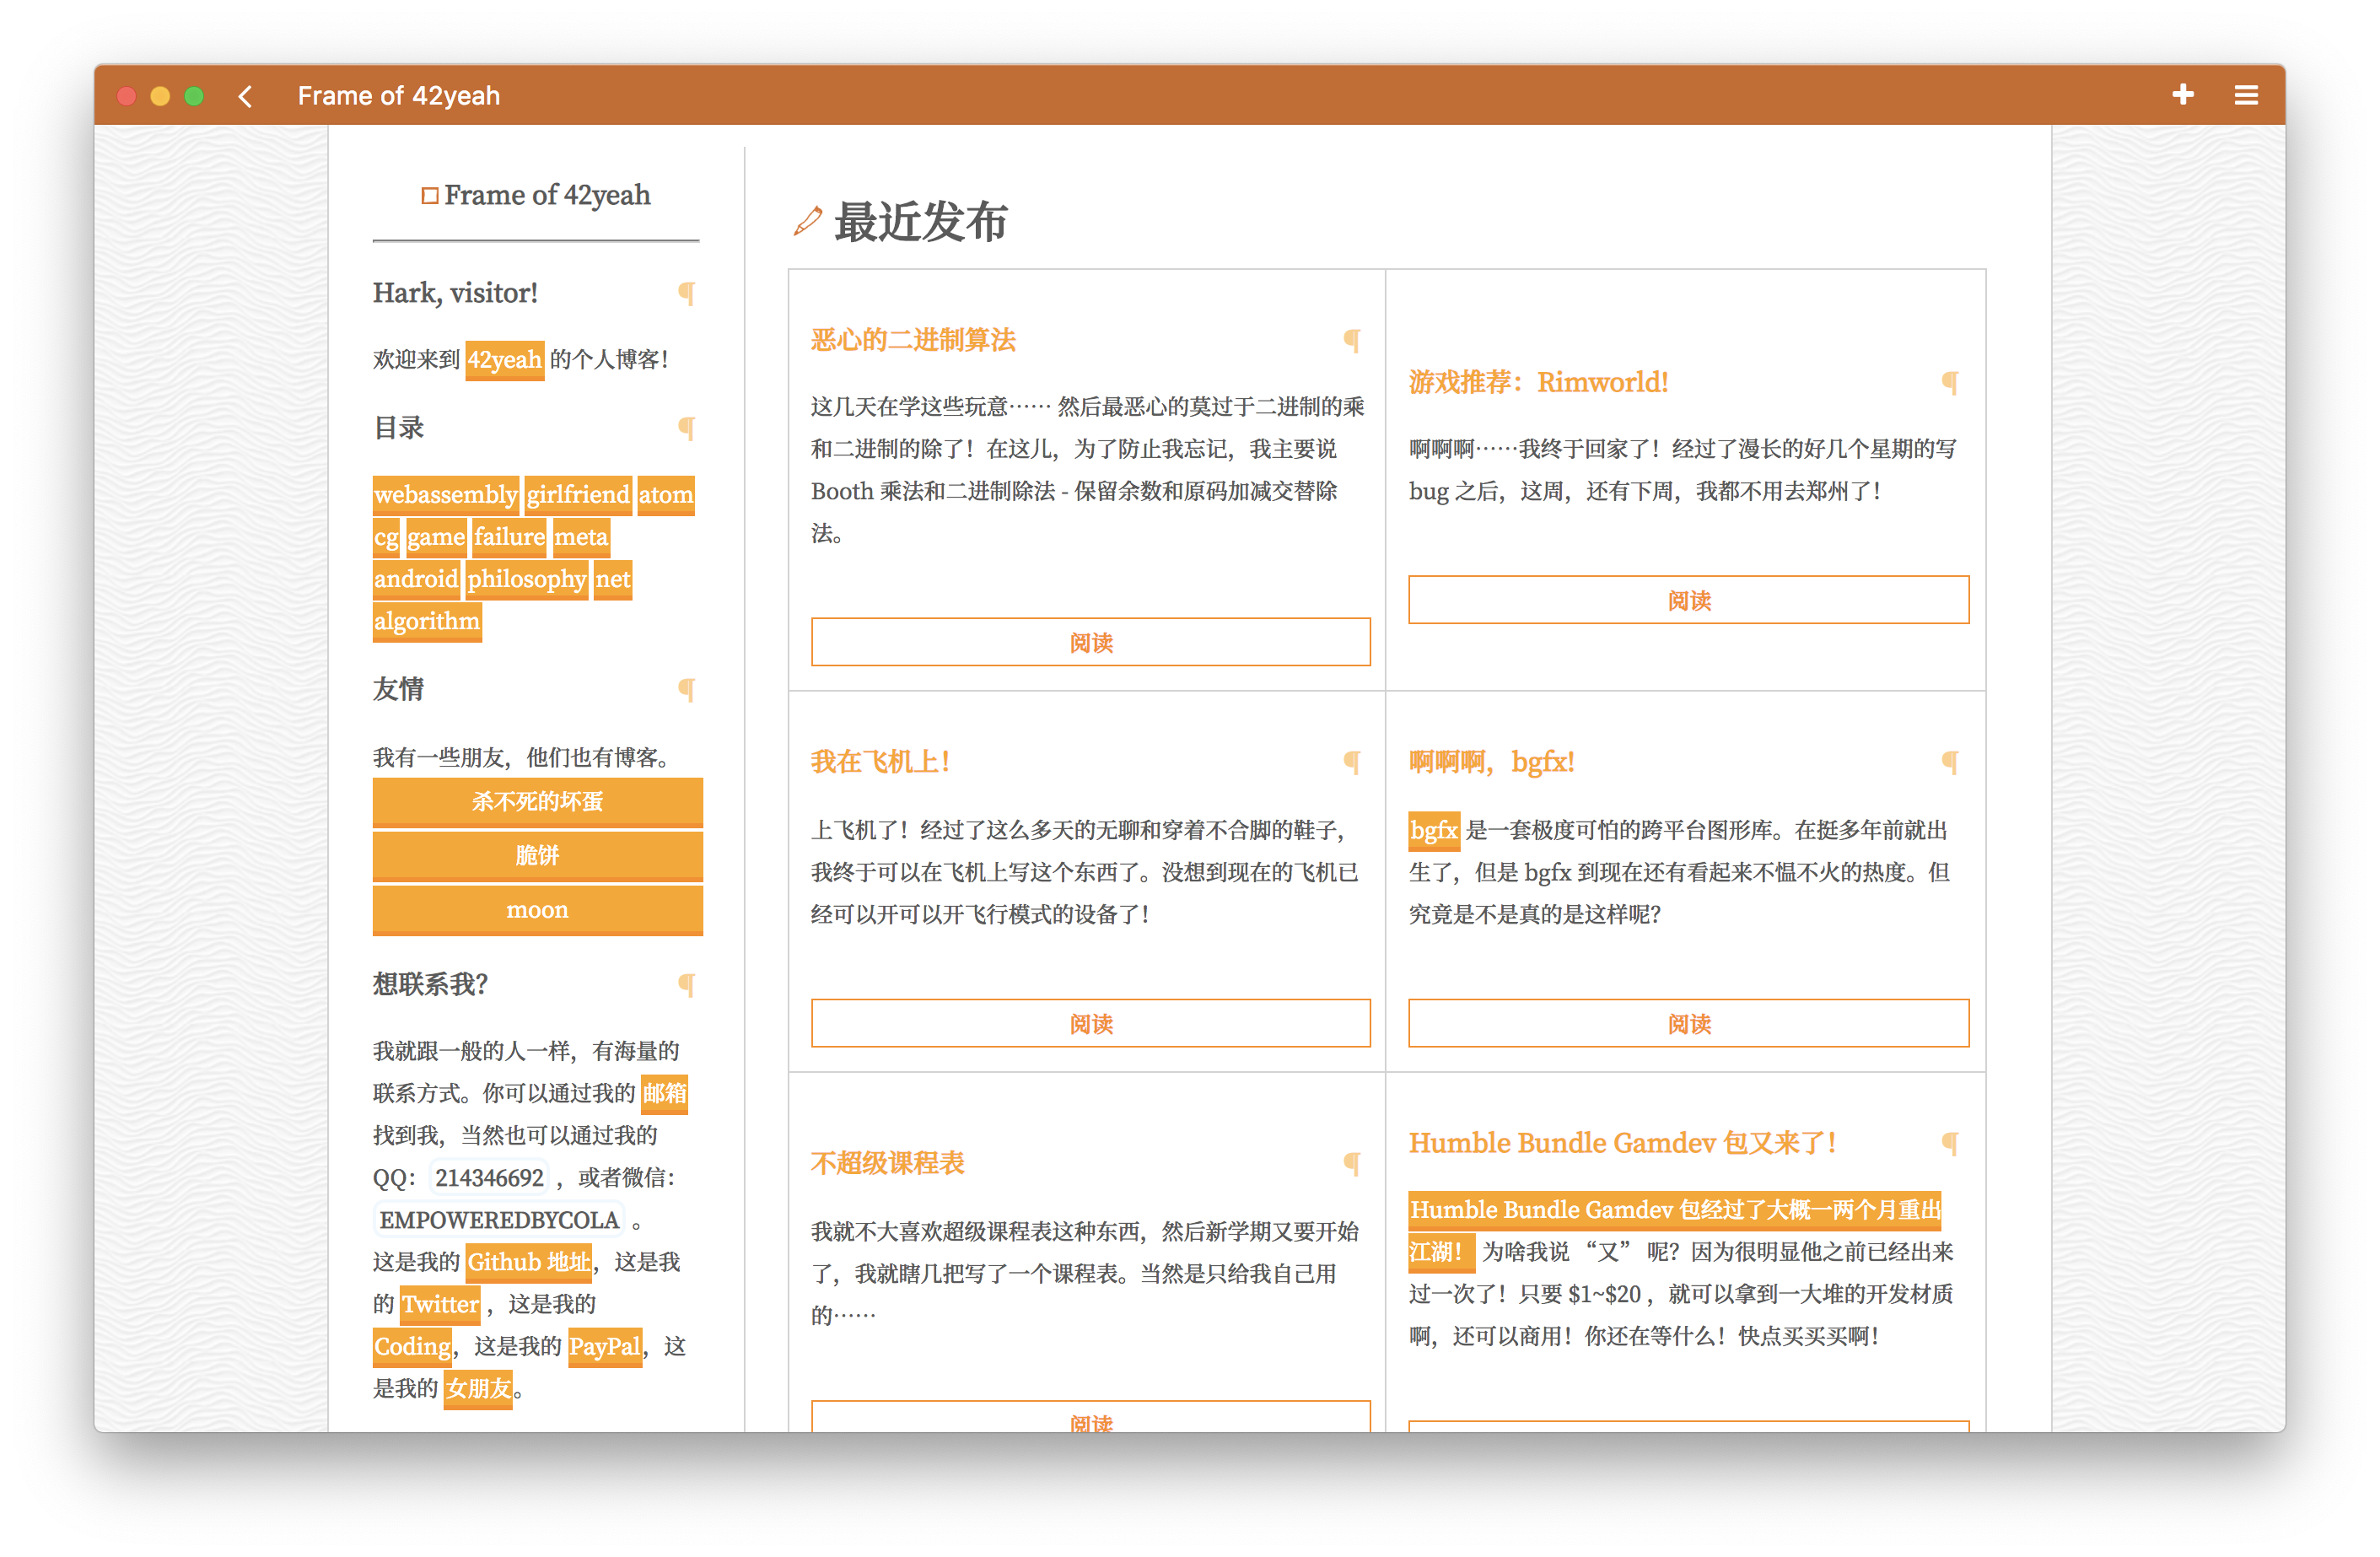 Frame of 42yeah
Frame of 42yeah
Hark, visitor!
¶
欢迎来到 42yeah 的个人博客！
目录
¶
webassembly girlfriend atom
cg game failure meta
android philosophy net
algorithm
友情
¶
我有一些朋友，他们也有博客。
杀不死的坏蛋
脆饼
moon
想联系我？
¶
我就跟一般的人一样，有海量的
联系方式。你可以通过我的 邮箱
找到我，当然也可以通过我的
QQ： 214346692 ，或者微信：
EMPOWEREDBYCOLA 。
这是我的 Github 地址，这是我
的 Twitter ，这是我的
Coding，这是我的 PayPal，这
是我的 女朋友。
最近发布
恶心的二进制算法
¶
这几天在学这些玩意…… 然后最恶心的莫过于二进制的乘
和二进制的除了！在这儿，为了防止我忘记，我主要说
Booth 乘法和二进制除法 - 保留余数和原码加减交替除
法。
阅读
游戏推荐：Rimworld!
¶
啊啊啊……我终于回家了！经过了漫长的好几个星期的写
bug 之后，这周，还有下周，我都不用去郑州了！
阅读
我在飞机上！
¶
上飞机了！经过了这么多天的无聊和穿着不合脚的鞋子，
我终于可以在飞机上写这个东西了。没想到现在的飞机已
经可以开可以开飞行模式的设备了！
阅读
啊啊啊，bgfx!
¶
bgfx 是一套极度可怕的跨平台图形库。在挺多年前就出
生了，但是 bgfx 到现在还有看起来不愠不火的热度。但
究竟是不是真的是这样呢？
阅读
不超级课程表
¶
我就不大喜欢超级课程表这种东西，然后新学期又要开始
了，我就瞎几把写了一个课程表。当然是只给我自己用
的……
阅读
Humble Bundle Gamdev 包又来了！
¶
Humble Bundle Gamdev 包经过了大概一两个月重出
江湖！ 为啥我说 “又” 呢？因为很明显他之前已经出来
过一次了！只要 $1~$20 ，就可以拿到一大堆的开发材质
啊，还可以商用！你还在等什么！快点买买买啊！